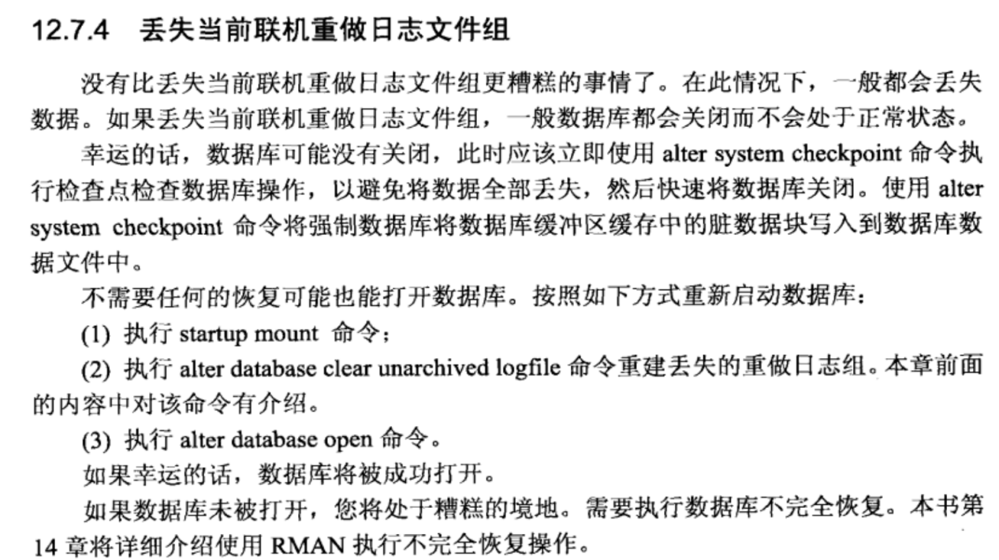 12.7.4 丢失当前联机重做日志文件组
没有比丢失当前联机重做日志文件组更糟糕的事情了。在此情况下，一般都会丢失
数据。如果丢失当前联机重做日志文件组，一般数据库都会关闭而不会处于正常状态。
幸运的话，数据库可能没有关闭，此时应该立即使用 alter system checkpoint 命令执
行检查点检查数据库操作，以避免将数据全部丢失，然后快速将数据库关闭。使用 alter
system checkpoint 命令将强制数据库将数据库缓冲区缓存中的脏数据块写入到数据库数
据文件中。
不需要任何的恢复可能也能打开数据库。按照如下方式重新启动数据库：
(1) 执行 startup mount 命令；
(2) 执行 alter database clear unarchived logfile 命令重建丢失的重做日志组。本章前面
的内容中对该命令有介绍。
(3) 执行 alter database open 命令。
如果幸运的话，数据库将被成功打开。
如果数据库未被打开，您将处于糟糕的境地。需要执行数据库不完全恢复。本书第
14 章将详细介绍使用 RMAN 执行不完全恢复操作。